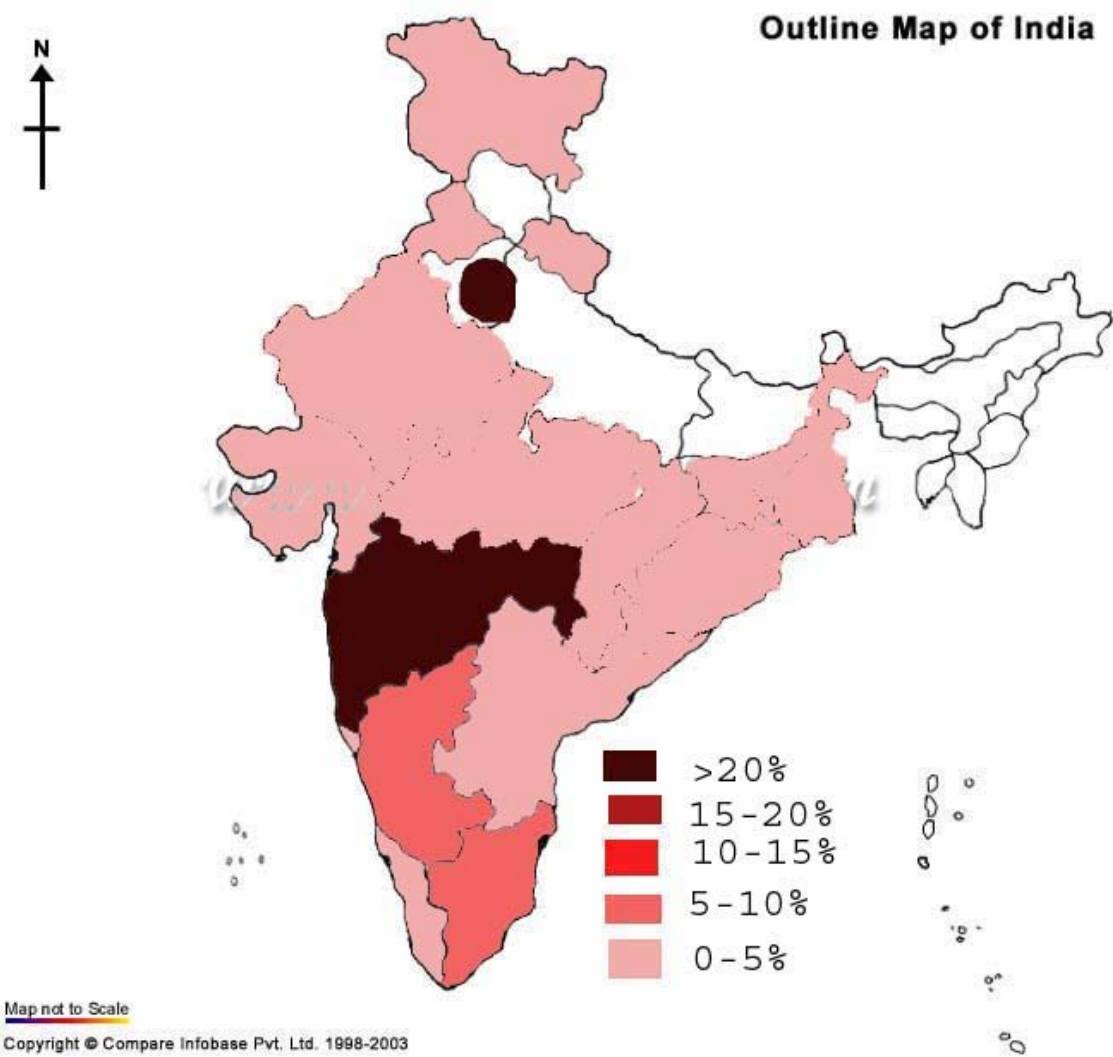 Outline Map of India
N
>20%
15-20%
10-15%
5-10%
0-5%
Map not to Scale
Copyright © Compare Infobase Pvt. Ltd. 1998-2003